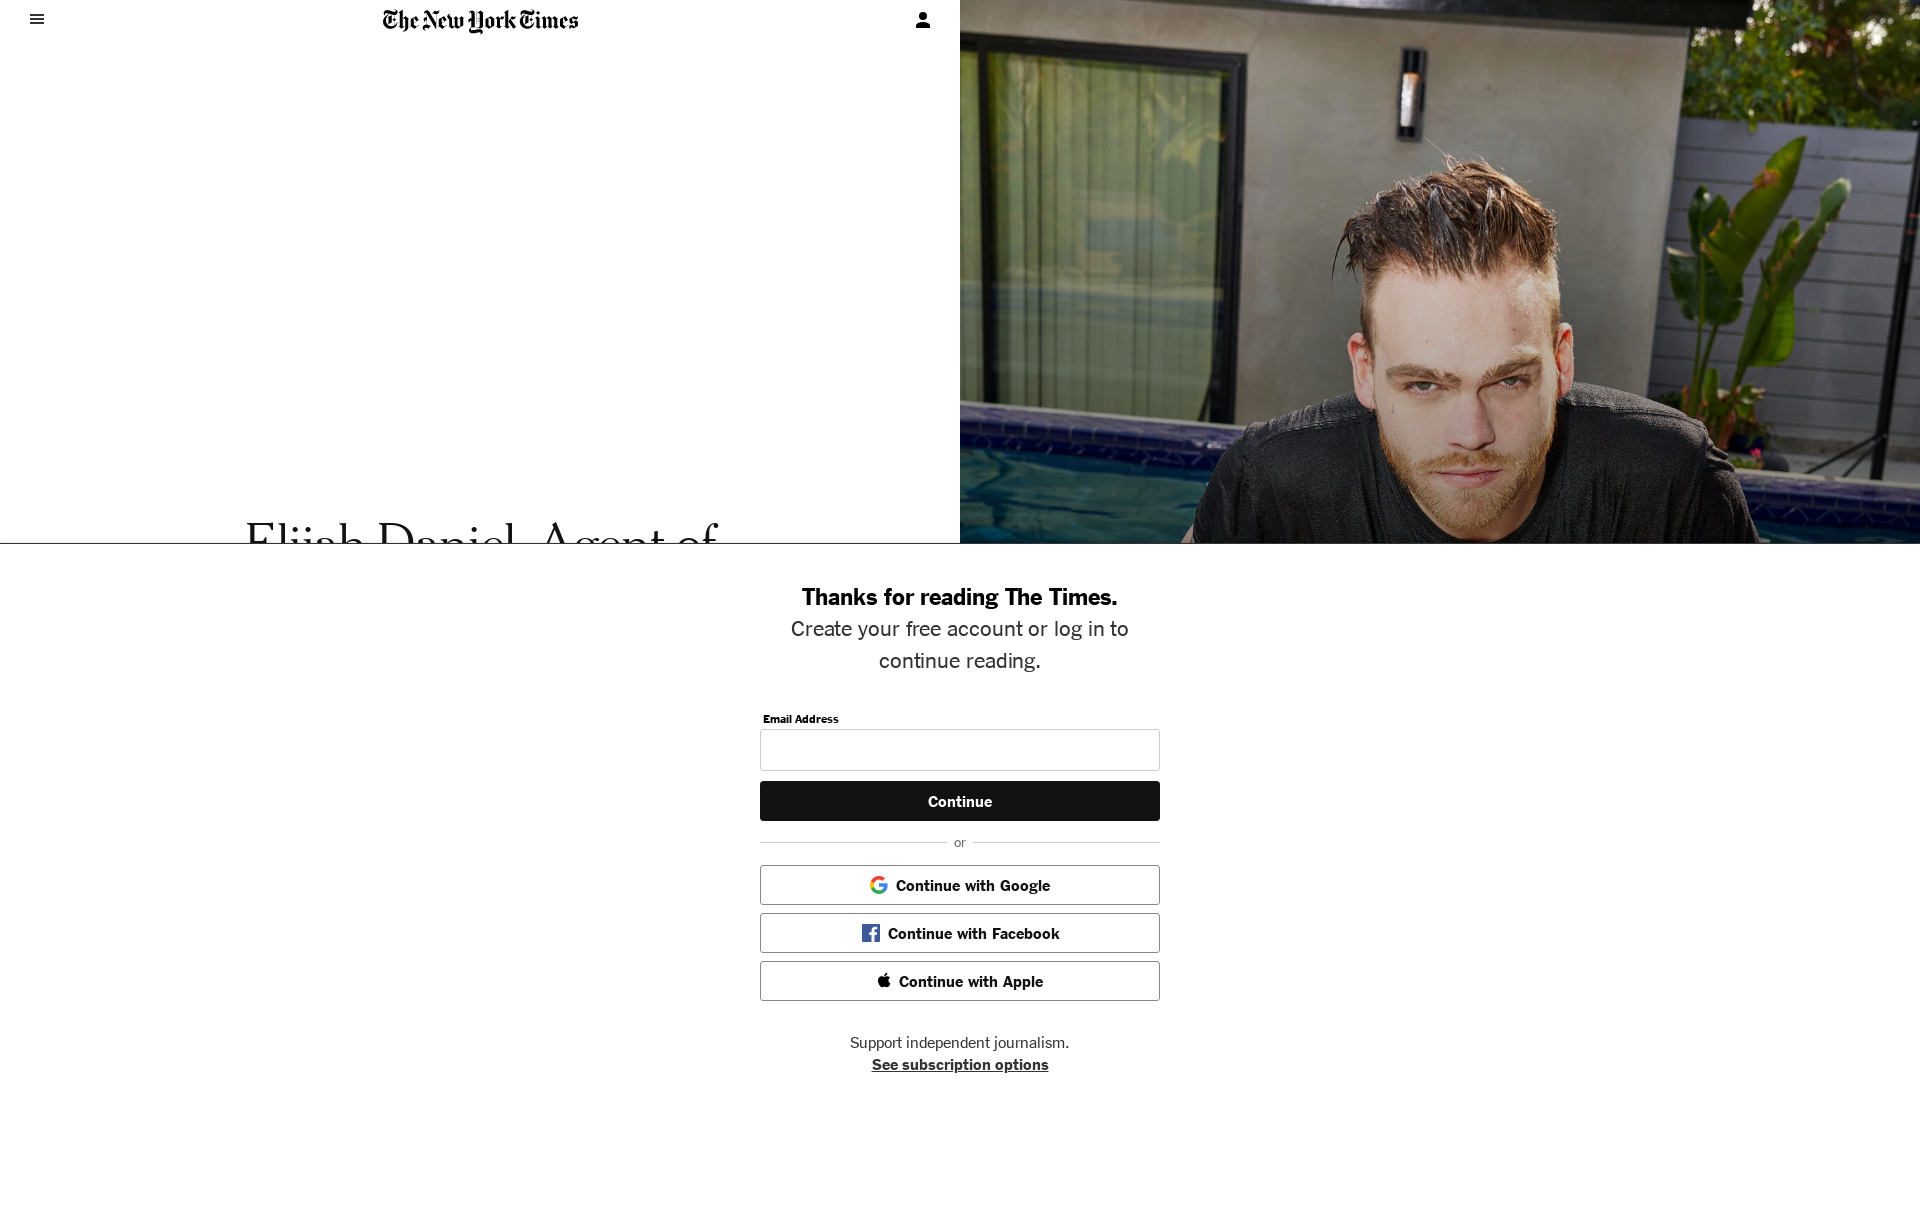 The New York Times
Elijah Daniel, Agent of
Thanks for reading The Times.
Create your free account or log in to
continue reading.
Email Address
Continue
or
Continue with Google
Continue with Facebook
Continue with Apple
Support independent journalism.
See subscription options